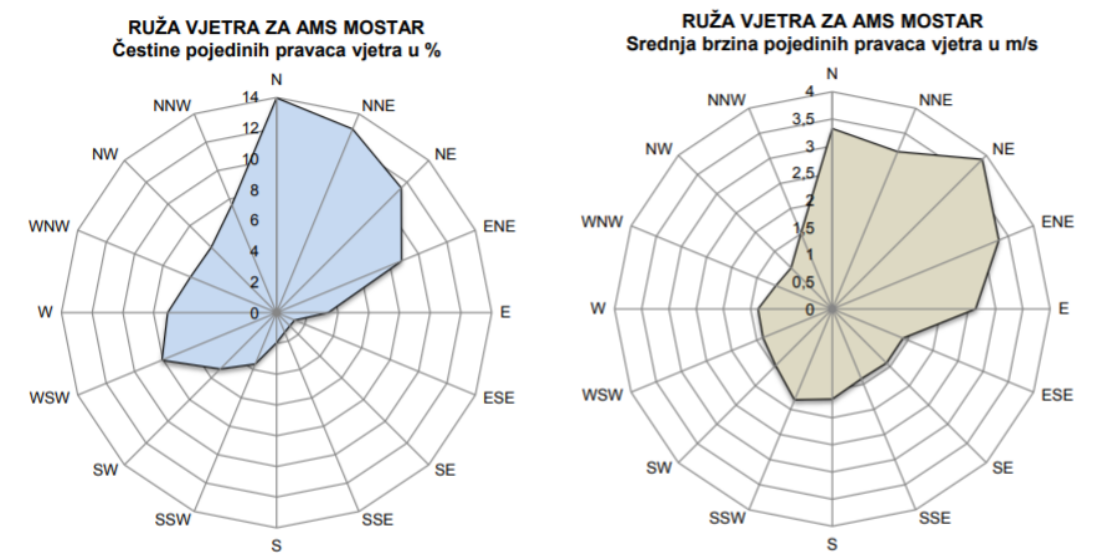 RUŽA VJETRA ZA AMS MOSTAR
Čestine pojedinih pravaca vjetra u %
N
NNE
NE
ENE
E
ESE
SE
SSE
S
SSW
SW
WSW
W
WNW
NW
NNW
14
12
10
8
6
4
2
0
RUŽA VJETRA ZA AMS MOSTAR
Srednja brzina pojedinih pravaca vjetra u m/s
N
NNE
NE
ENE
E
ESE
SE
SSE
S
SSW
SW
WSW
W
WNW
NW
NNW
4
3,5
3
2,5
2
1,5
1
0,5
0